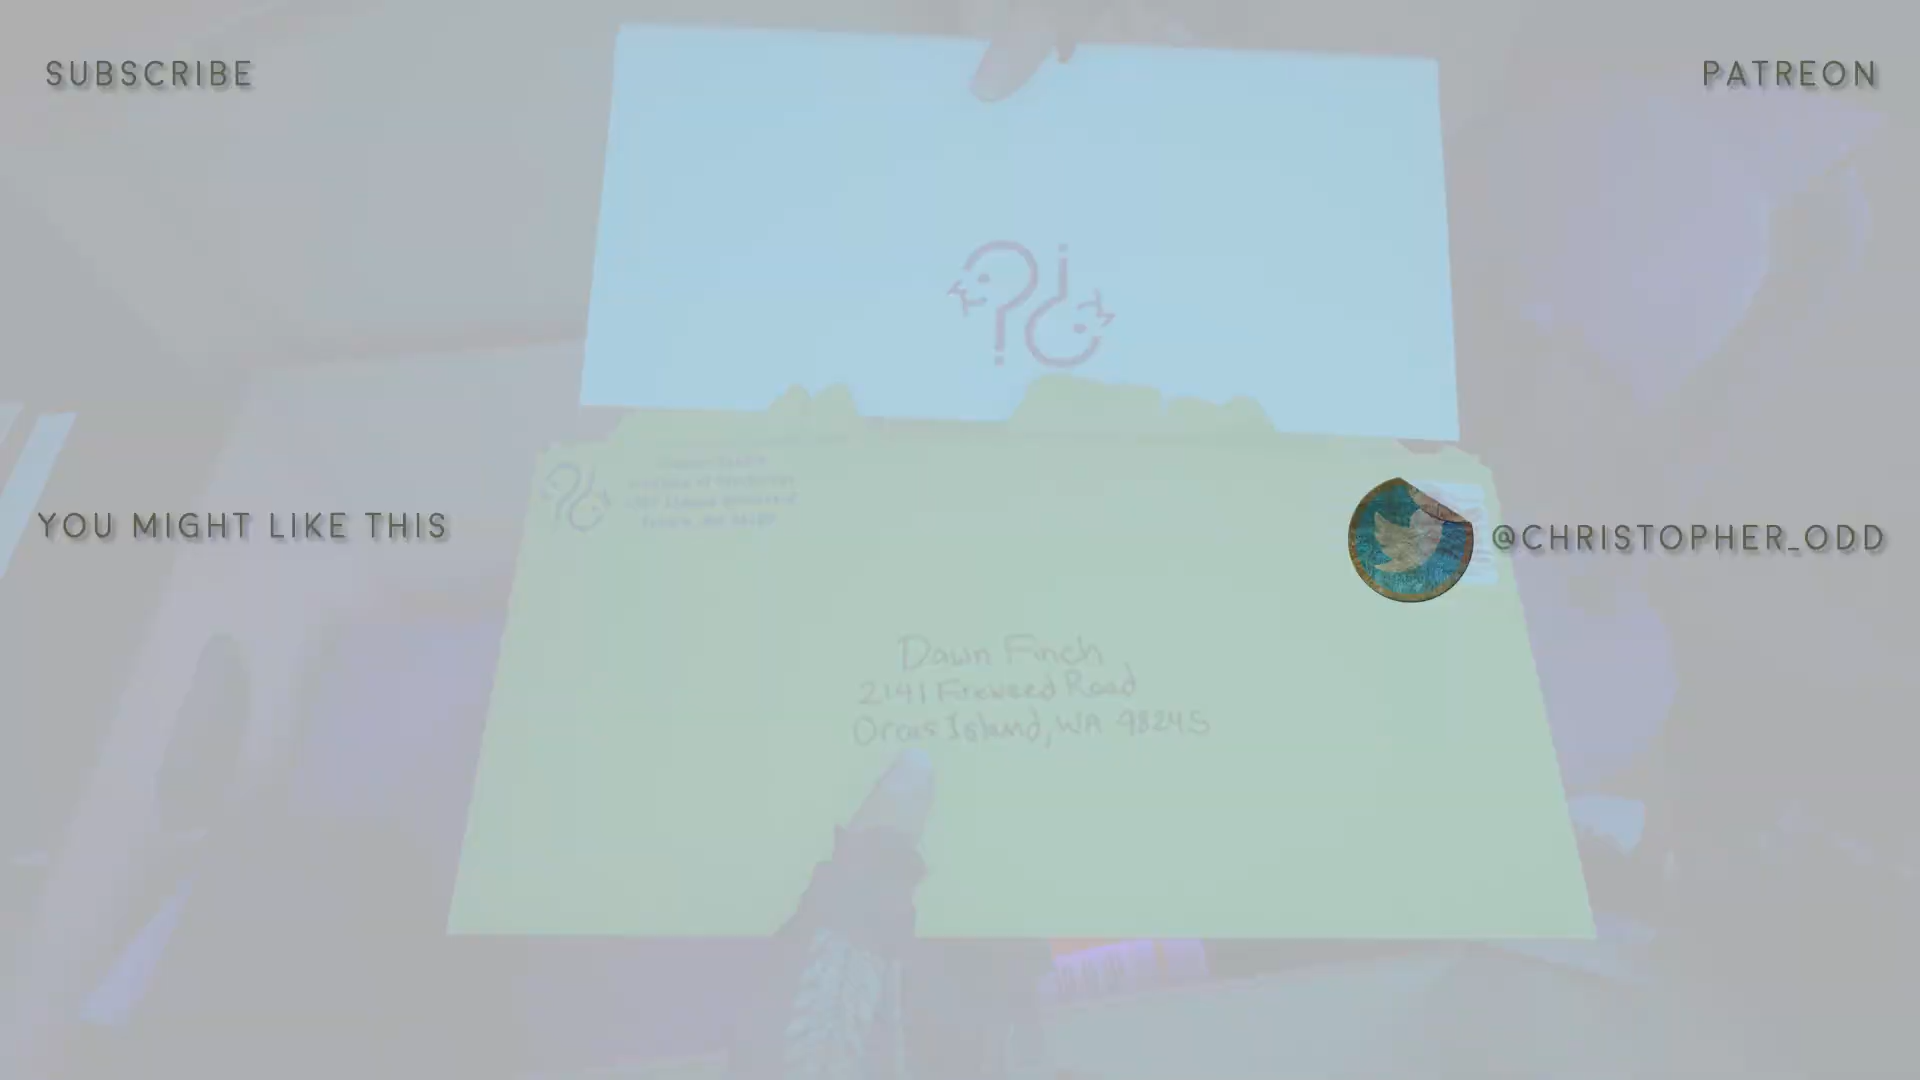 SUBSCRIBE
PATREON
YOU MIGHT LIKE THIS
@CHRISTOPHER_ODD
Dawn Finch
2141 Fireweed Road
Orcas Island, WA 98245